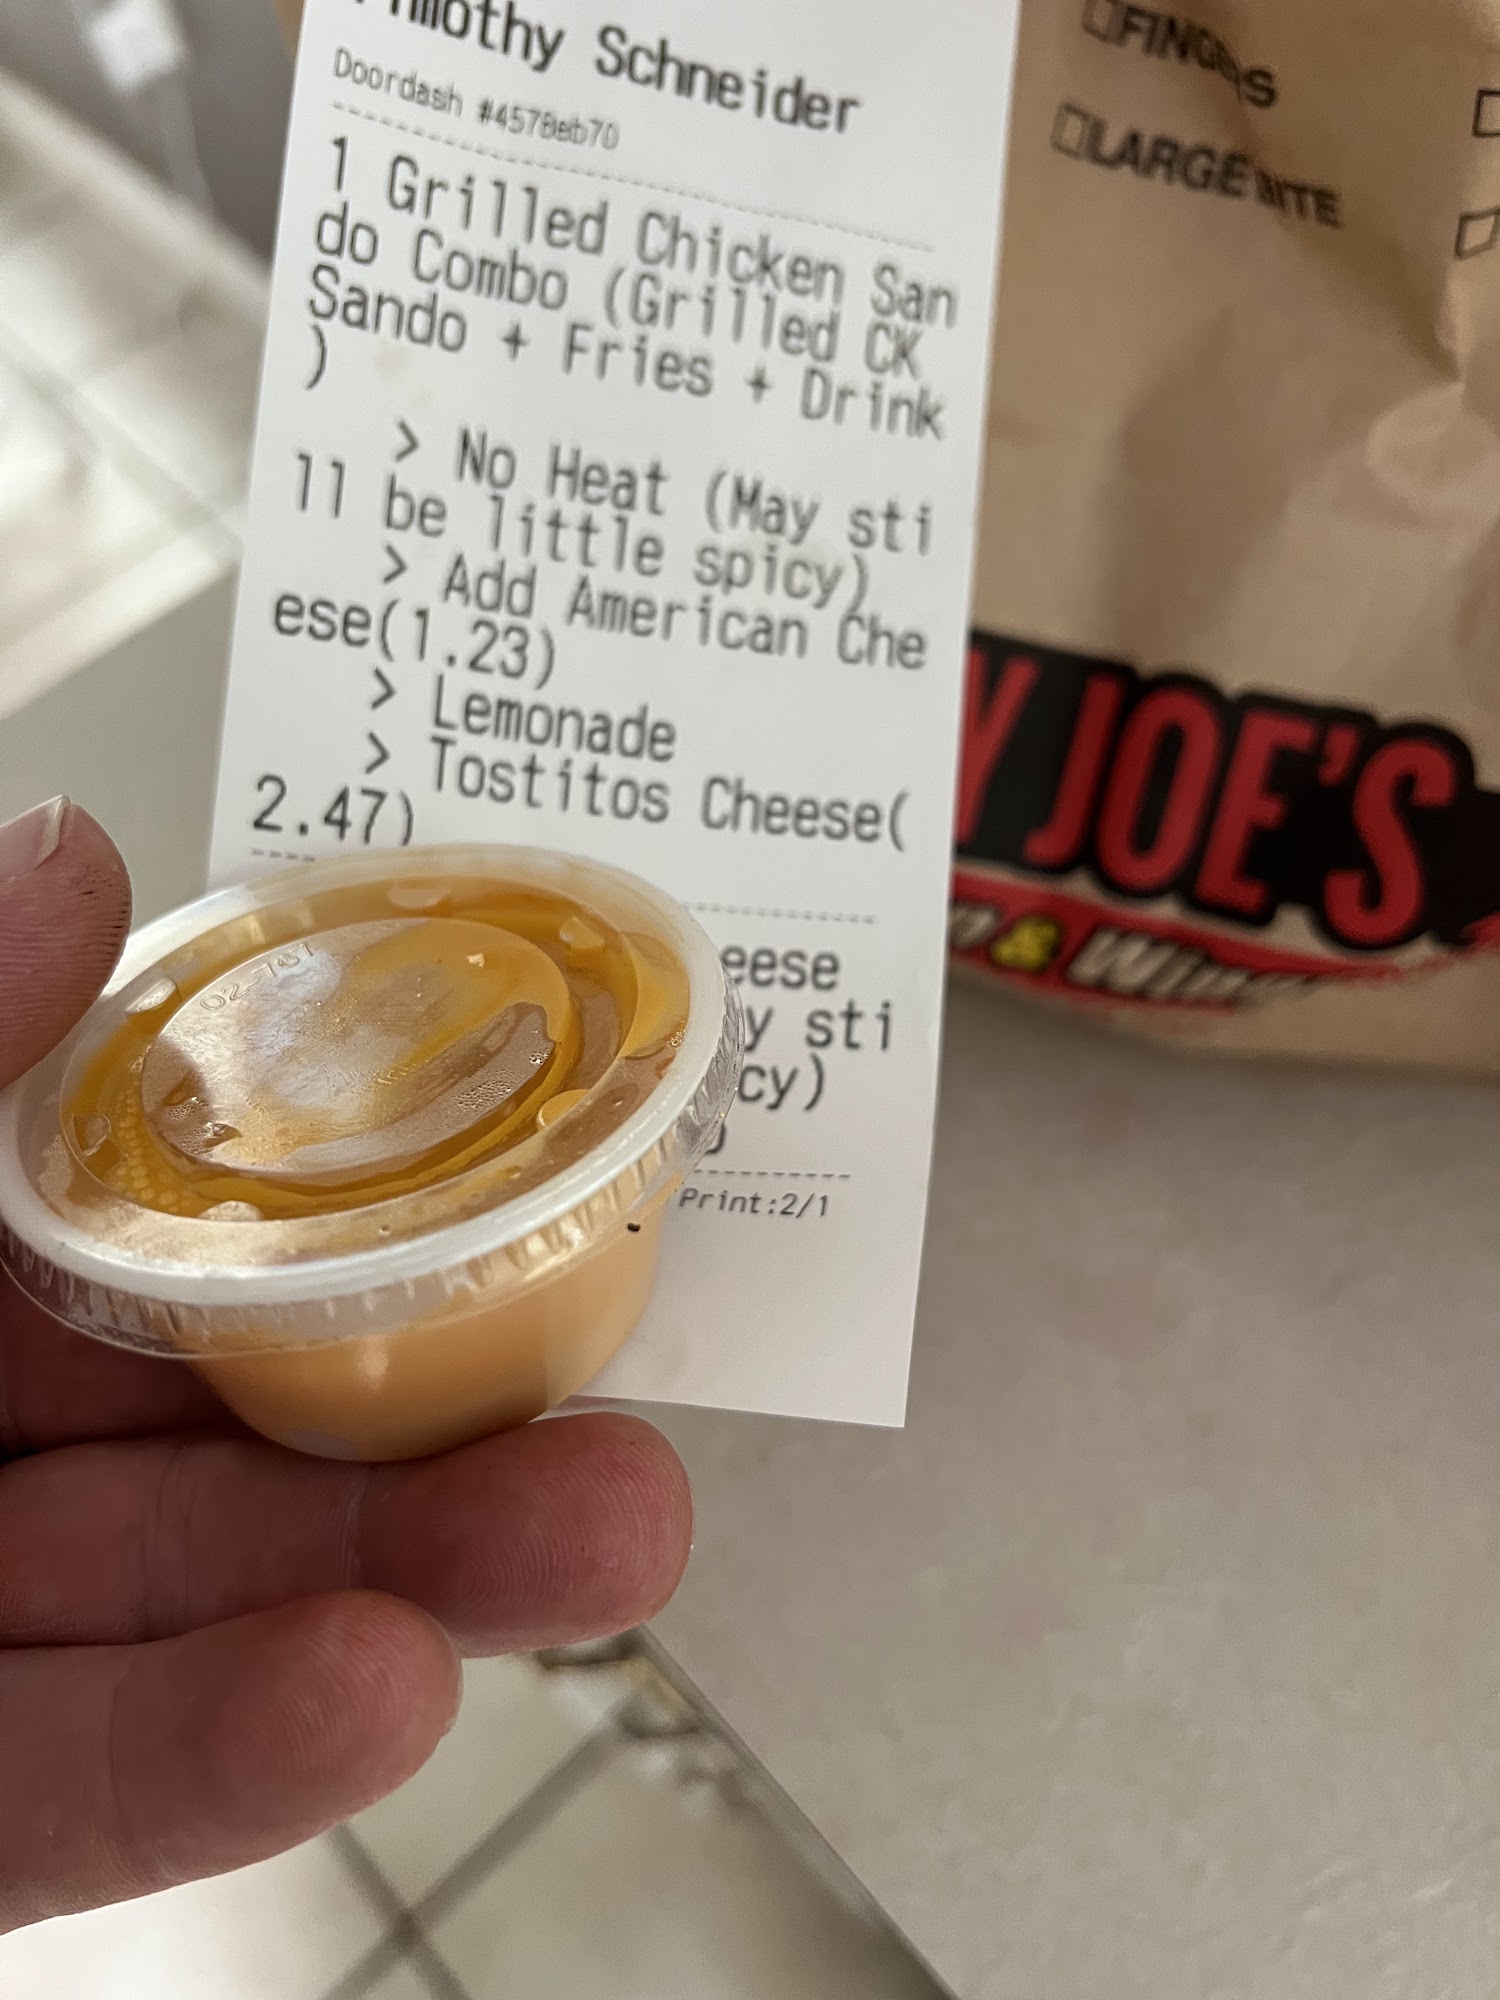 Schneider
Doordash #4578eb70
1 Grilled Chicken San
do Combo (Grilled CK
Sando + Fries + Drink
)
> No Heat (May sti
ll be little spicy)
> Add American Che
ese(1.23)
> Lemonade
> Tostitos Cheese(
2.47)
eese
y sti
cy)
Print:2/1
FINGERS
LARGE BITE
Y JOE'S
& Wings